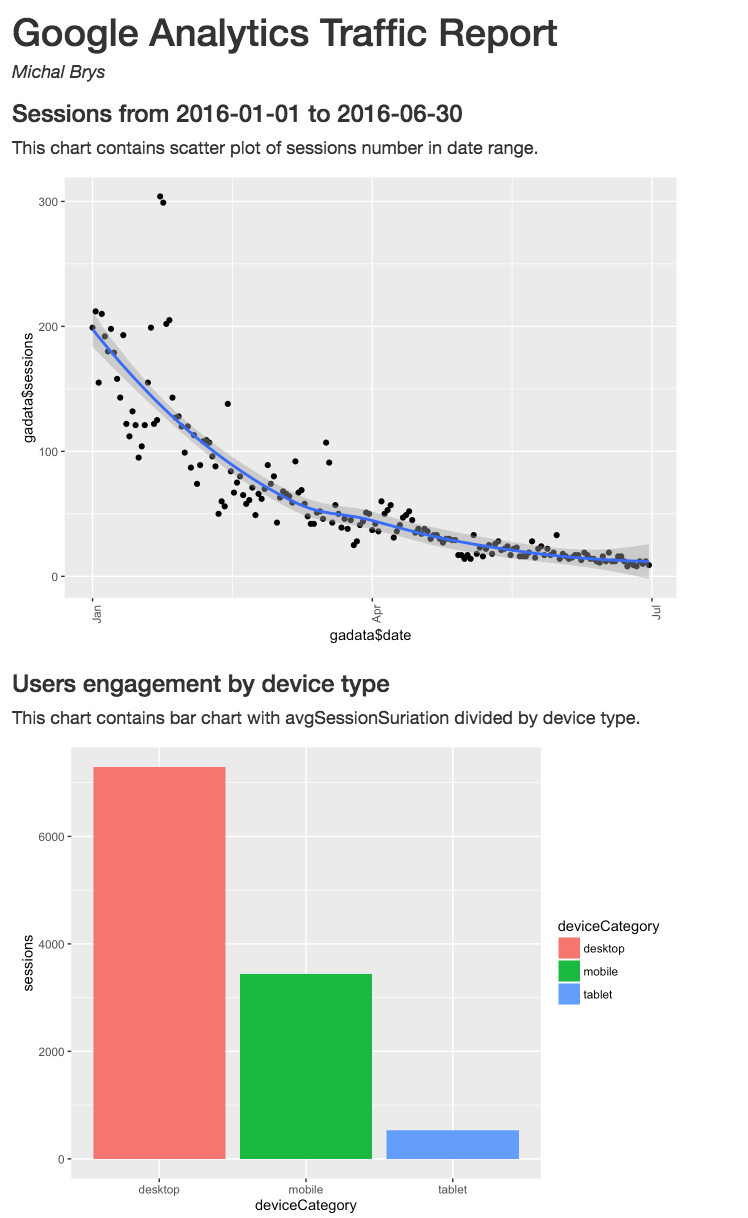 Google Analytics Traffic Report
Michal Brys
Sessions from 2016-01-01 to 2016-06-30
This chart contains scatter plot of sessions number in date range.
300
200
100
0
gadata$sessions
Jan
Apr
Jul
gadata$date
Users engagement by device type
This chart contains bar chart with avgSessionSuriation divided by device type.
6000
4000
2000
0
sessions
desktop
mobile
tablet
deviceCategory
deviceCategory
desktop
mobile
tablet